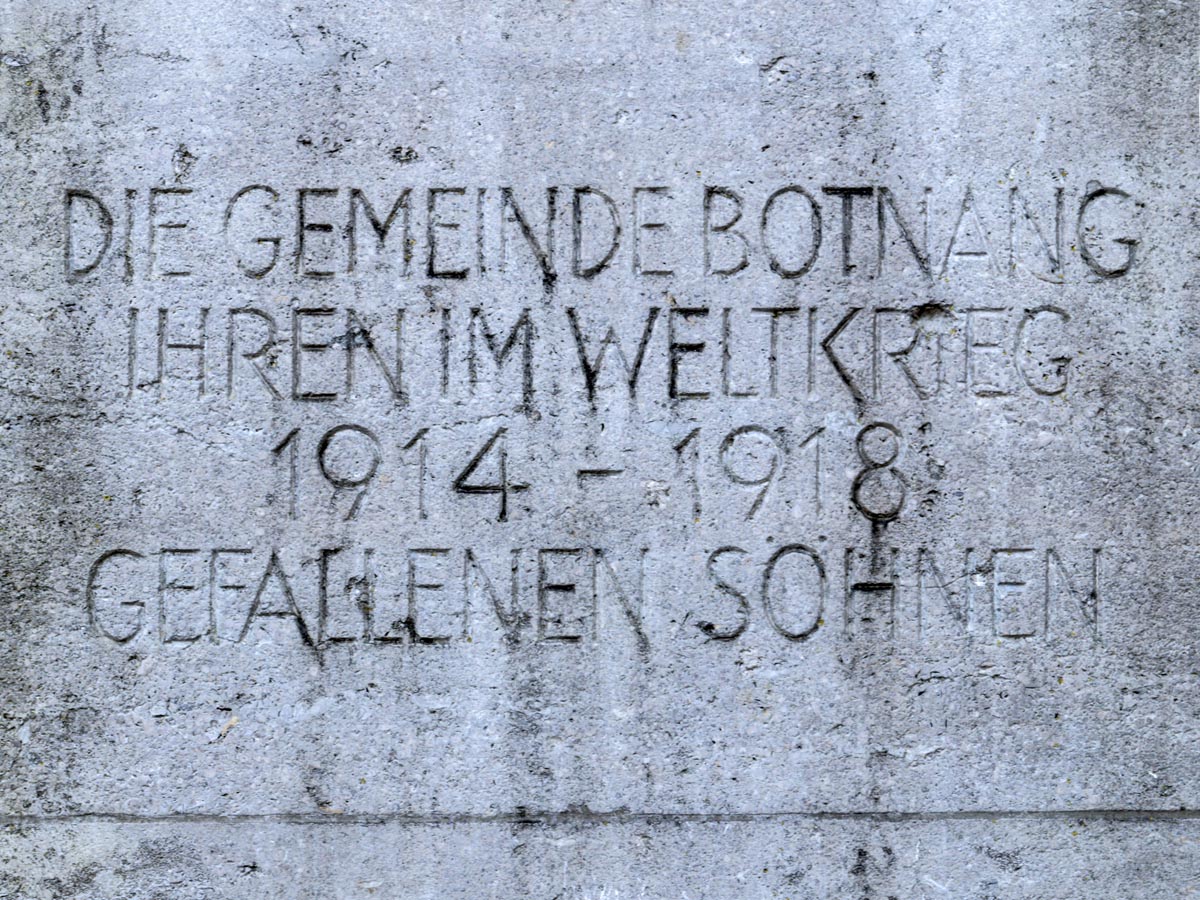 DIE GEMEINDE BOTNANG
IHREN IM WELTKRIEG
1914 - 1918
GEFALLENEN SÖHNEN